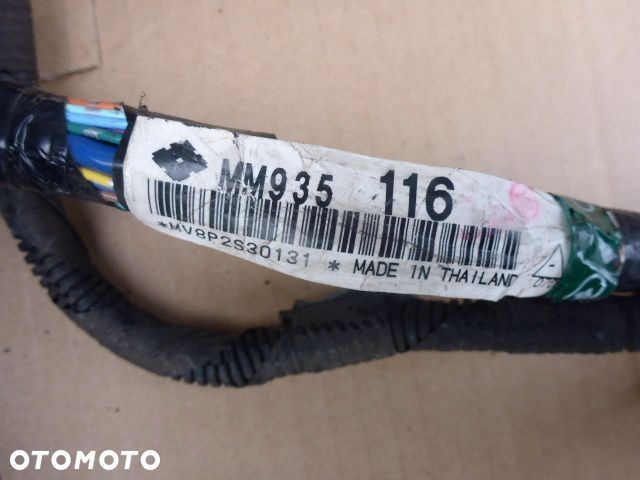 MM935 116
*MV8P2S30131 * MADE IN THAILAND
OTOMOTO